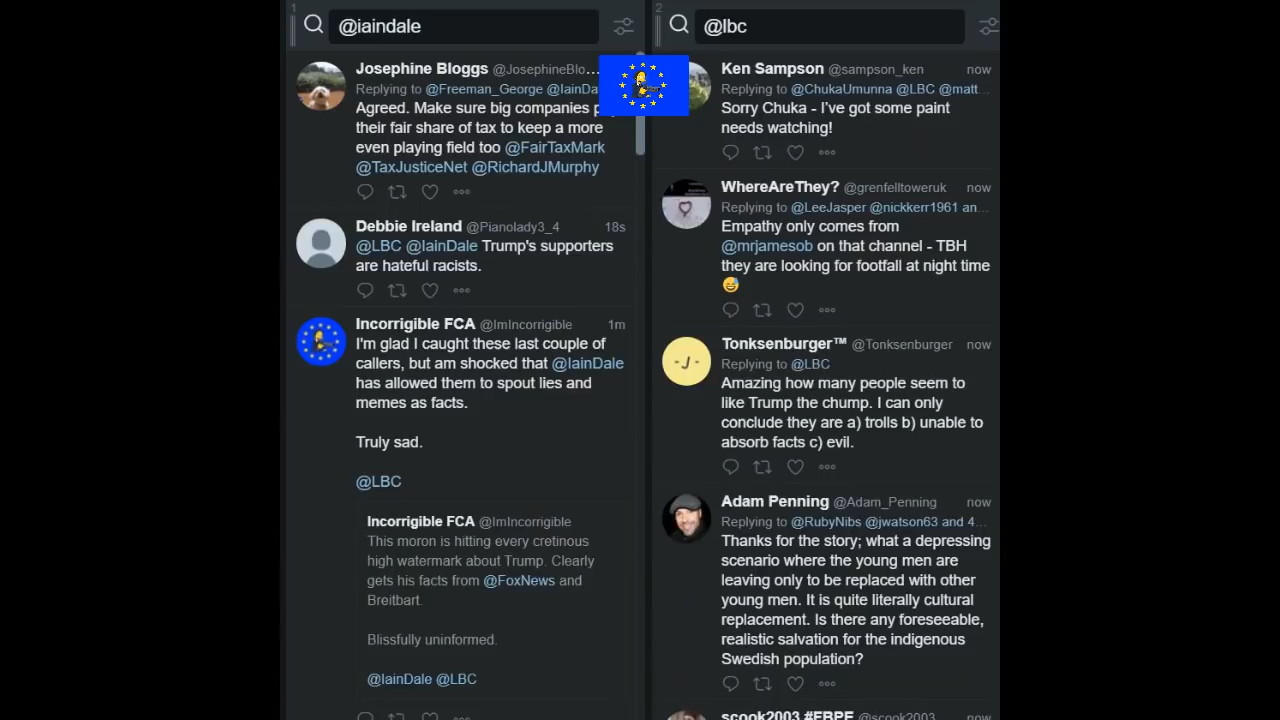 1
@iaindale
Josephine Bloggs @JosephineBlo...
Replying to @Freeman_George @IainDa
Agreed. Make sure big companies
their fair share of tax to keep a more
even playing field too @FairTaxMark
@TaxJusticeNet @RichardJMurphy
Debbie Ireland @Pianolady3_4 18s
@LBC @IainDale Trump's supporters
are hateful racists.
Incorrigible FCA @ImIncorrigible 1m
I'm glad I caught these last couple of
callers, but am shocked that @IainDale
has allowed them to spout lies and
memes as facts.
Truly sad.
@LBC
Incorrigible FCA @ImIncorrigible
This moron is hitting every cretinous
high watermark about Trump. Clearly
gets his facts from @FoxNews and
Breitbart.
Blissfully uninformed.
@IainDale @LBC
2
@lbc
Ken Sampson @sampson_ken now
Replying to @ChukaUmunna @LBC @matt...
Sorry Chuka - I've got some paint
needs watching!
WhereAreThey? @grenfelltoweruk now
Replying to @LeeJasper @nickkerr1961 an...
Empathy only comes from
@mrjamesob on that channel - TBH
they are looking for footfall at night time
😅
Tonksenburger™ @Tonksenburger now
Replying to @LBC
Amazing how many people seem to
like Trump the chump. I can only
conclude they are a) trolls b) unable to
absorb facts c) evil.
Adam Penning @Adam_Penning now
Replying to @RubyNibs @jwatson63 and 4...
Thanks for the story; what a depressing
scenario where the young men are
leaving only to be replaced with other
young men. It is quite literally cultural
replacement. Is there any foreseeable,
realistic salvation for the indigenous
Swedish population?
scook2003 #FBPE @scook2003 now